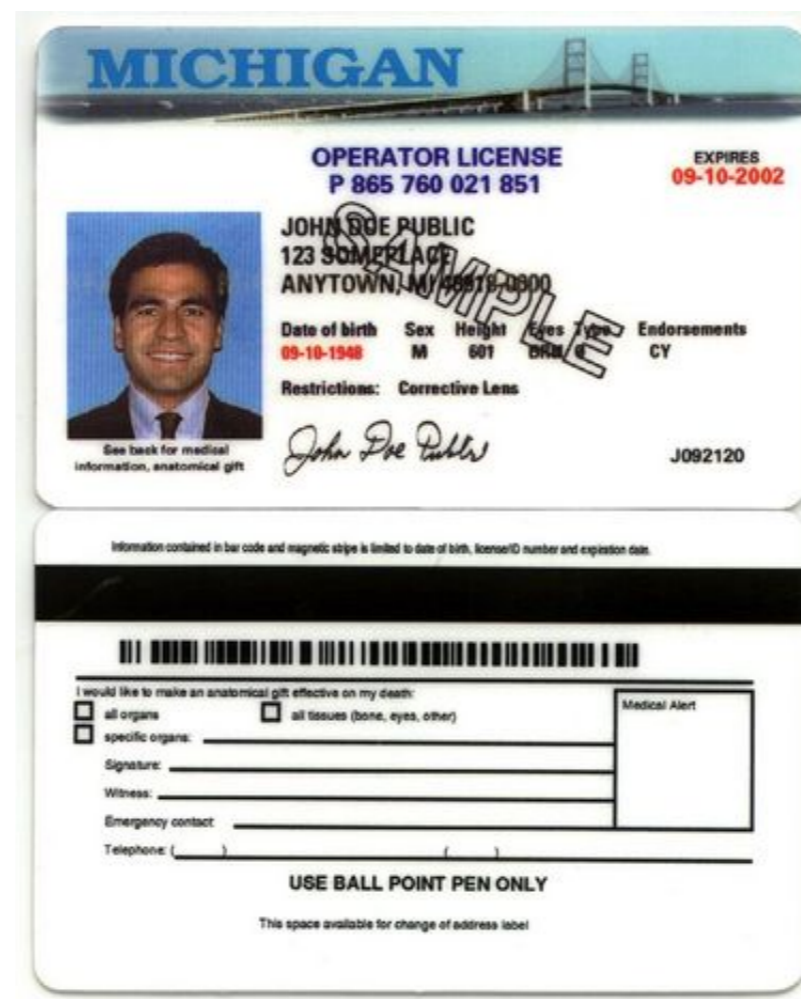 MICHIGAN
OPERATOR LICENSE
P 865 760 021 851
EXPIRES
09-10-2002
JOHN DOE PUBLIC
123 SOMEPLACE
ANYTOWN, MI 48918-0300
SAMPLE
Date of birth Sex Height Eyes Type Endorsements
09-10-1948 M 601 BRN CY
Restrictions: Corrective Lens
See back for medical
information, anatomical gift
John Doe Public
J092120
Information contained in bar code and magnetic stripe is limited to date of birth, license/ID number and expiration date.
I would like to make an anatomical gift effective on my death:
all organs all tissues (bone, eyes, other)
specific organs:
Signature:
Witness:
Emergency contact
Telephone: ( ) ( )
Medical Alert
USE BALL POINT PEN ONLY
This space available for change of address label